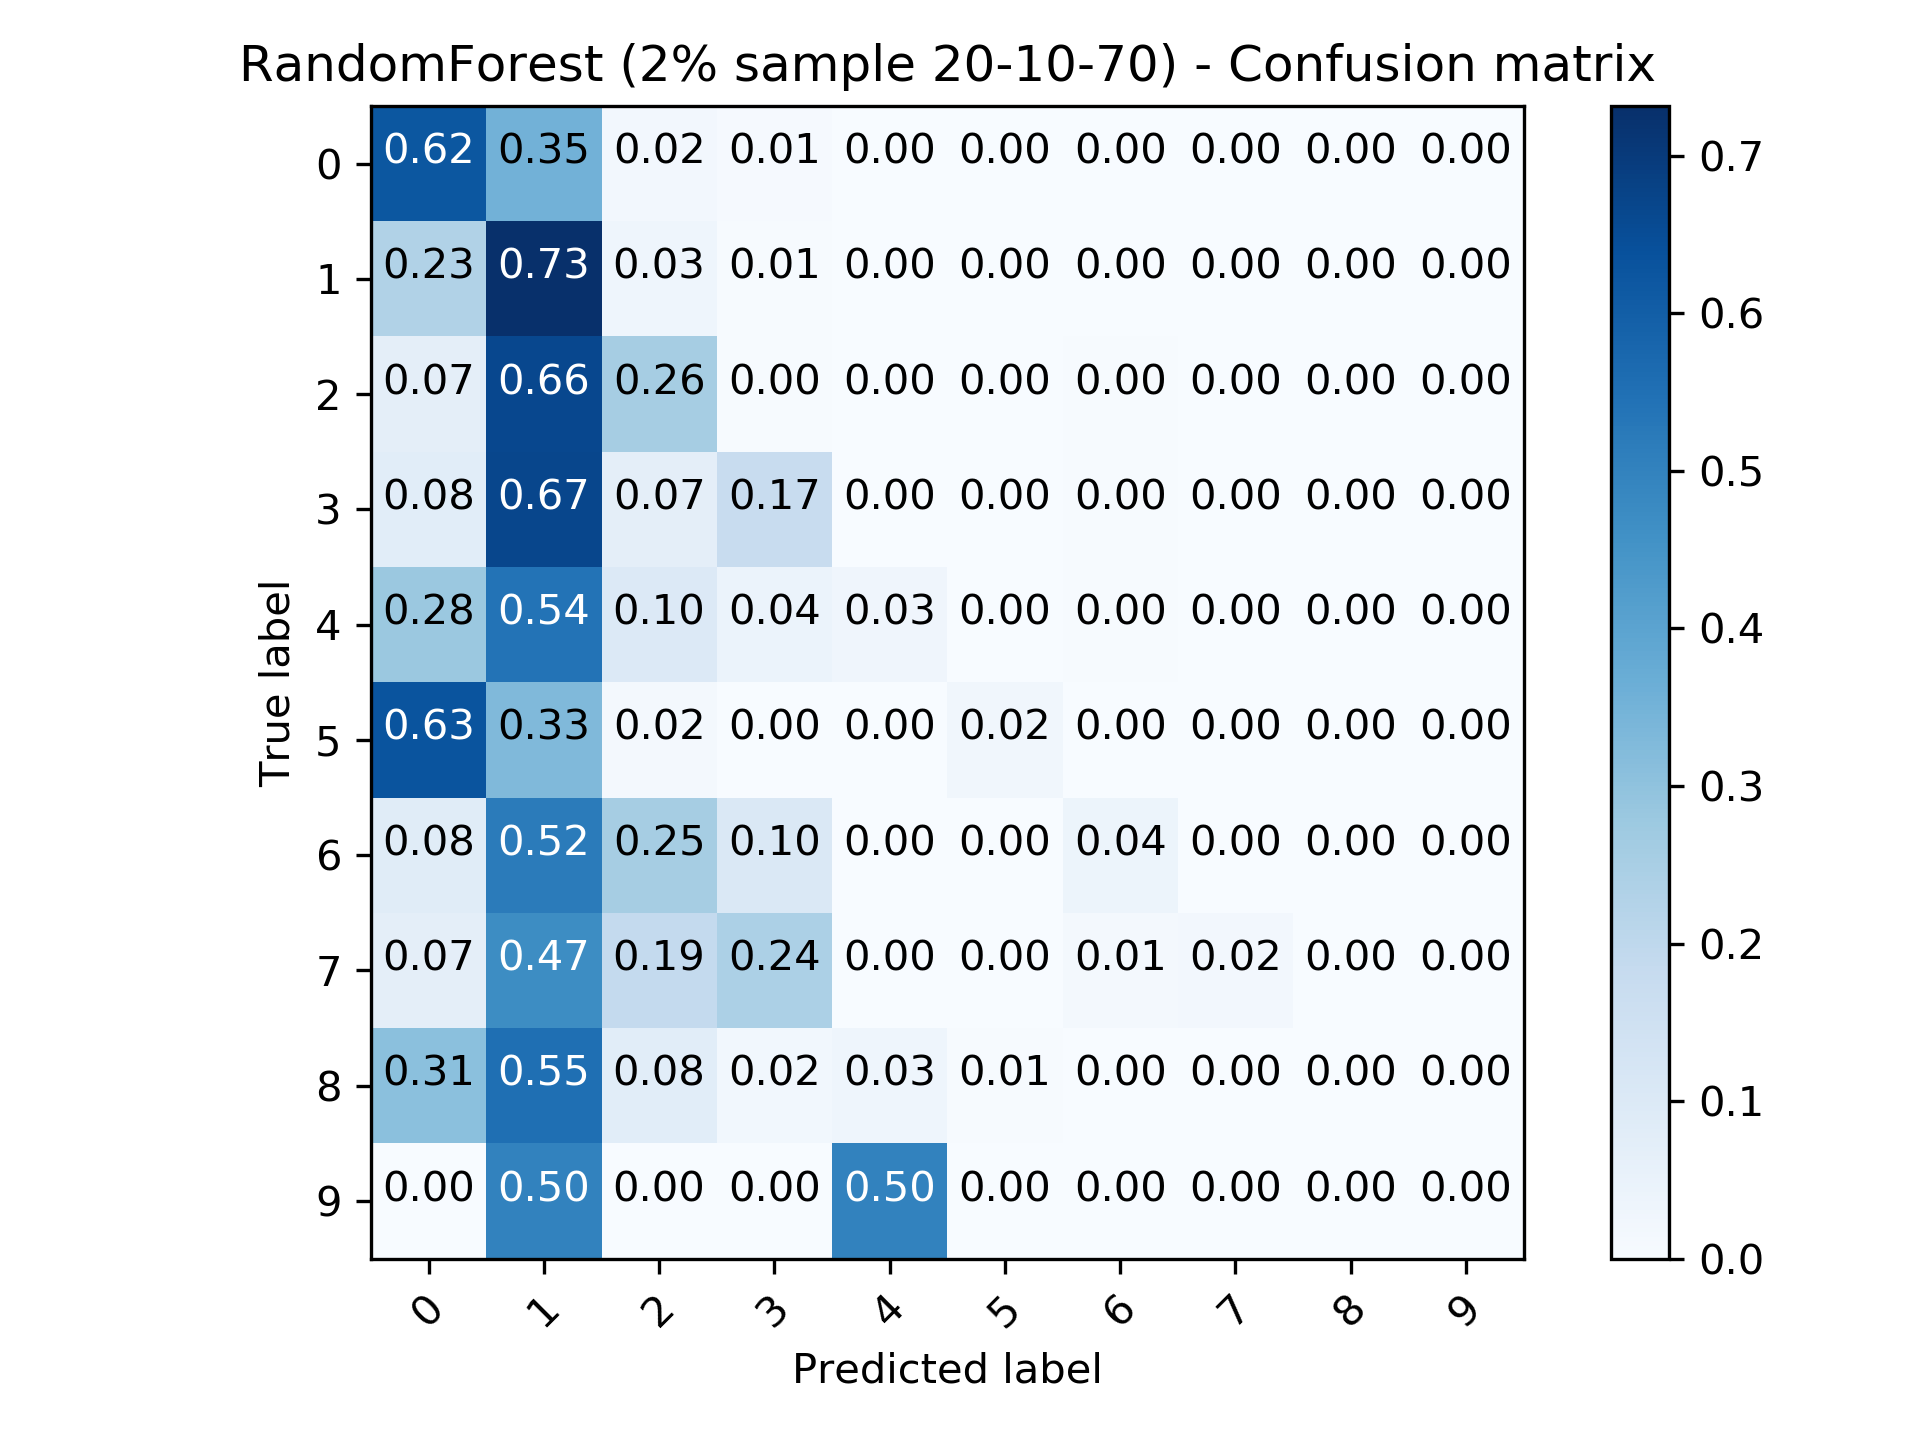 RandomForest (2% sample 20-10-70) - Confusion matrix
0 0.62 0.35 0.02 0.01 0.00 0.00 0.00 0.00 0.00 0.00
1 0.23 0.73 0.03 0.01 0.00 0.00 0.00 0.00 0.00 0.00
2 0.07 0.66 0.26 0.00 0.00 0.00 0.00 0.00 0.00 0.00
3 0.08 0.67 0.07 0.17 0.00 0.00 0.00 0.00 0.00 0.00
4 0.28 0.54 0.10 0.04 0.03 0.00 0.00 0.00 0.00 0.00
5 0.63 0.33 0.02 0.00 0.00 0.02 0.00 0.00 0.00 0.00
6 0.08 0.52 0.25 0.10 0.00 0.00 0.04 0.00 0.00 0.00
7 0.07 0.47 0.19 0.24 0.00 0.00 0.01 0.02 0.00 0.00
8 0.31 0.55 0.08 0.02 0.03 0.01 0.00 0.00 0.00 0.00
9 0.00 0.50 0.00 0.00 0.50 0.00 0.00 0.00 0.00 0.00
0 1 2 3 4 5 6 7 8 9
Predicted label
True label
0.7
0.6
0.5
0.4
0.3
0.2
0.1
0.0